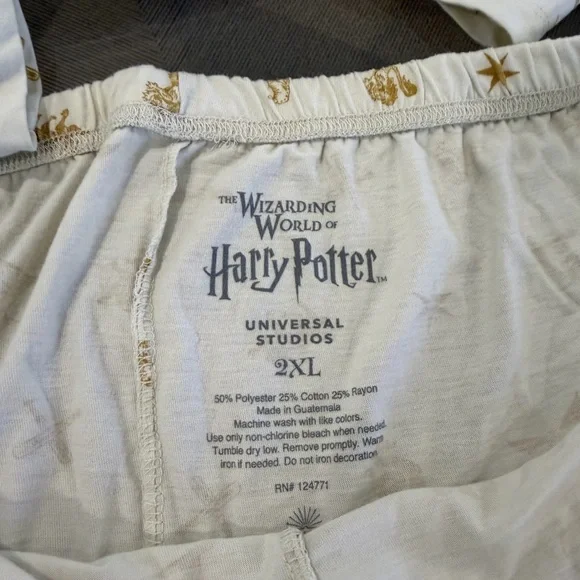 THE WIZARDING
WORLD OF
Harry Potter™
UNIVERSAL
STUDIOS
2XL
50% Polyester 25% Cotton 25% Rayon
Made in Guatemala
Machine wash with like colors.
Use only non-chlorine bleach when needed.
Tumble dry low. Remove promptly. Warm
iron if needed. Do not iron decoration
RN# 124771